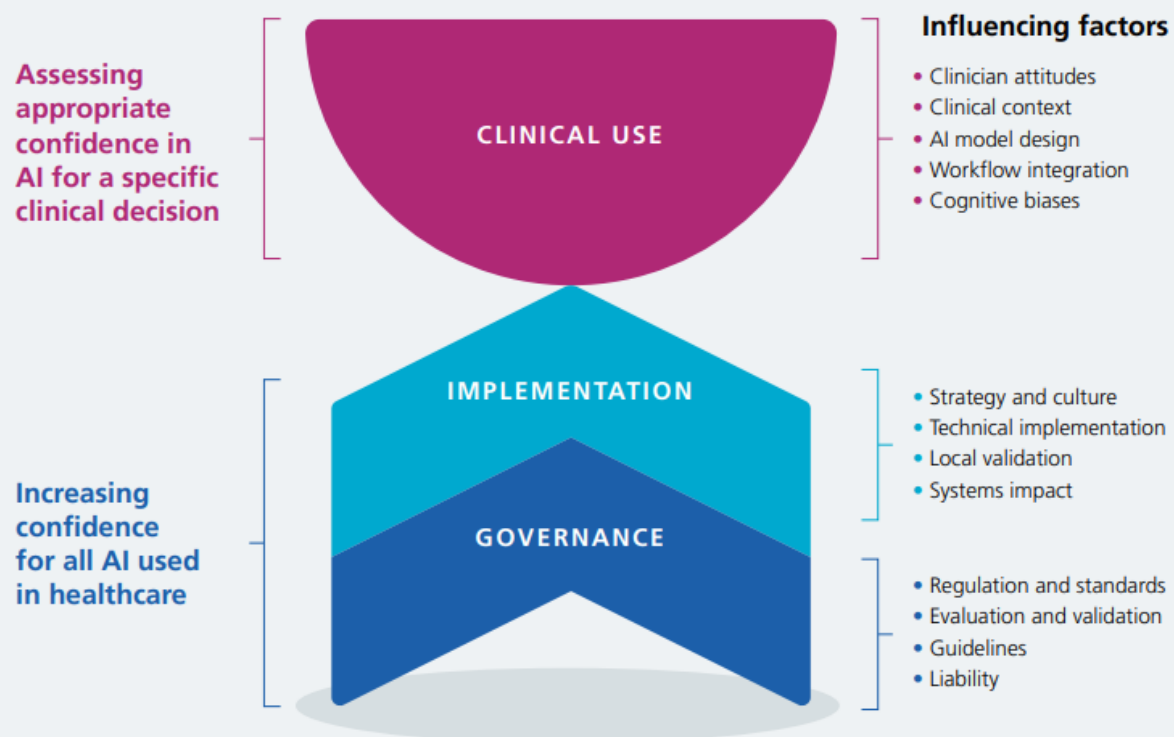 Influencing factors
Assessing
appropriate
confidence in
AI for a specific
clinical decision
CLINICAL USE
• Clinician attitudes
• Clinical context
• AI model design
• Workflow integration
• Cognitive biases
Increasing
confidence
for all AI used
in healthcare
IMPLEMENTATION
• Strategy and culture
• Technical implementation
• Local validation
• Systems impact
GOVERNANCE
• Regulation and standards
• Evaluation and validation
• Guidelines
• Liability